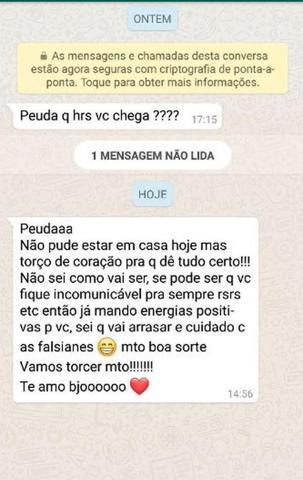 ONTEM
As mensagens e chamadas desta conversa
estão agora seguras com criptografia de ponta-a-
ponta. Toque para obter mais informações.
Peuda q hrs vc chega ???? 17:15
1 MENSAGEM NÃO LIDA
HOJE
Peudaaa
Não pude estar em casa hoje mas
torço de coração pra q dê tudo certo!!!
Não sei como vai ser, se pode ser q vc
fique incomunicável pra sempre rsrs
etc então já mando energias positi-
vas p vc, sei q vai arrasar e cuidado c
as falsianes 😁 mto boa sorte
Vamos torcer mto!!!!!!!
Te amo bjoooooo ❤️
14:56